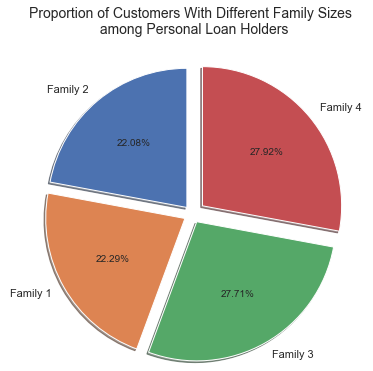 Proportion of Customers With Different Family Sizes
among Personal Loan Holders
Family 2
22.08%
Family 4
27.92%
Family 1
22.29%
Family 3
27.71%